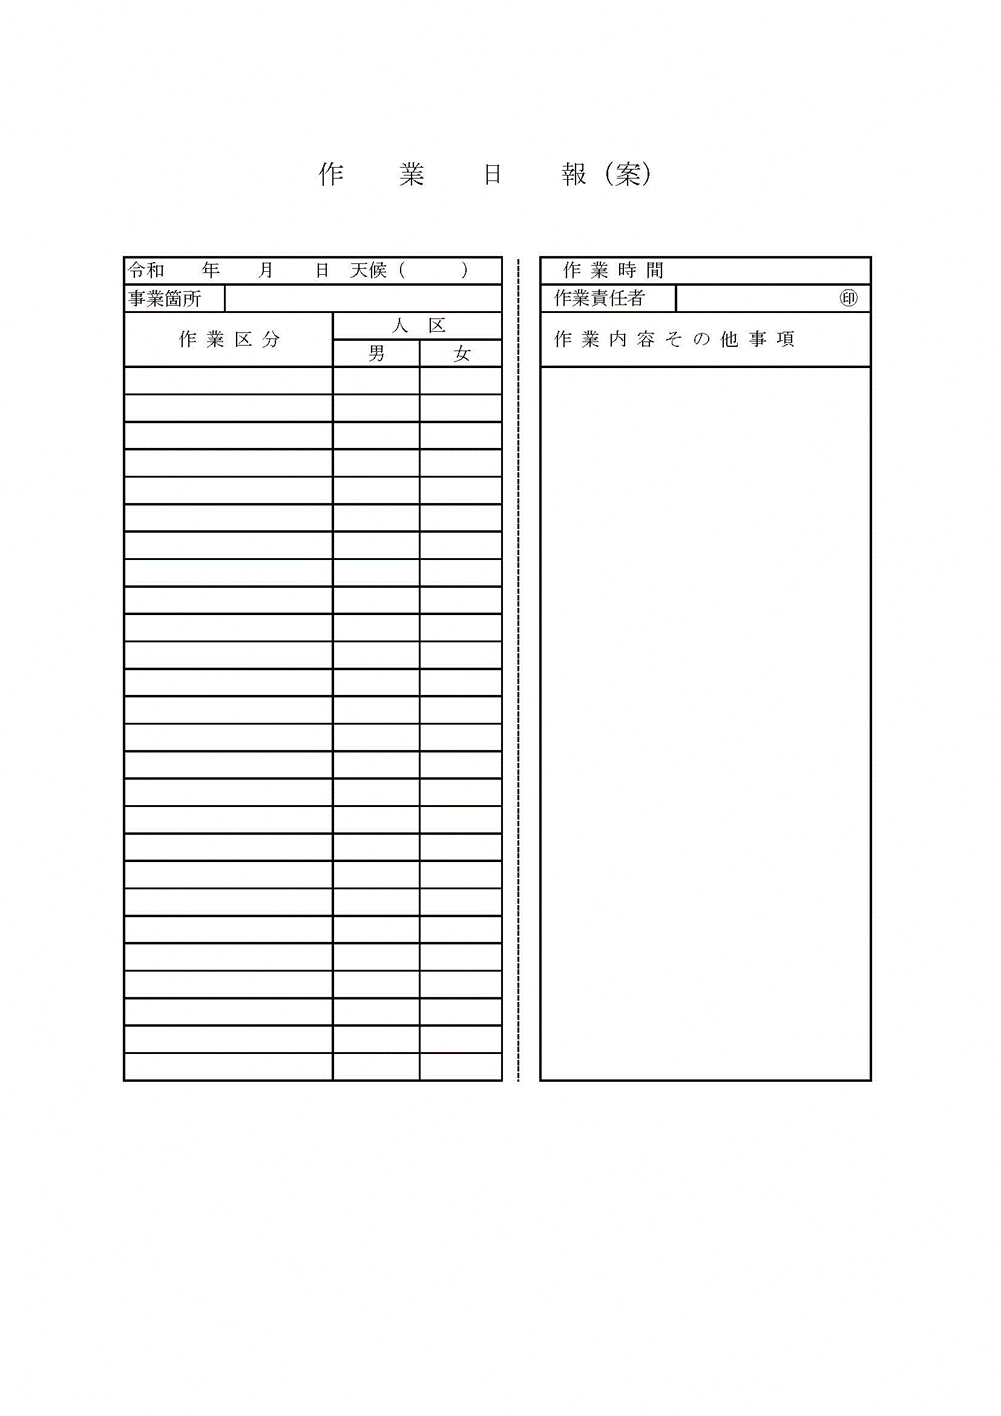 作業日報（案）
令和　　年　　月　　日　天候（　　　）
事業箇所
作業区分
人区
男　女
作業時間
作業責任者　㊞
作業内容その他事項